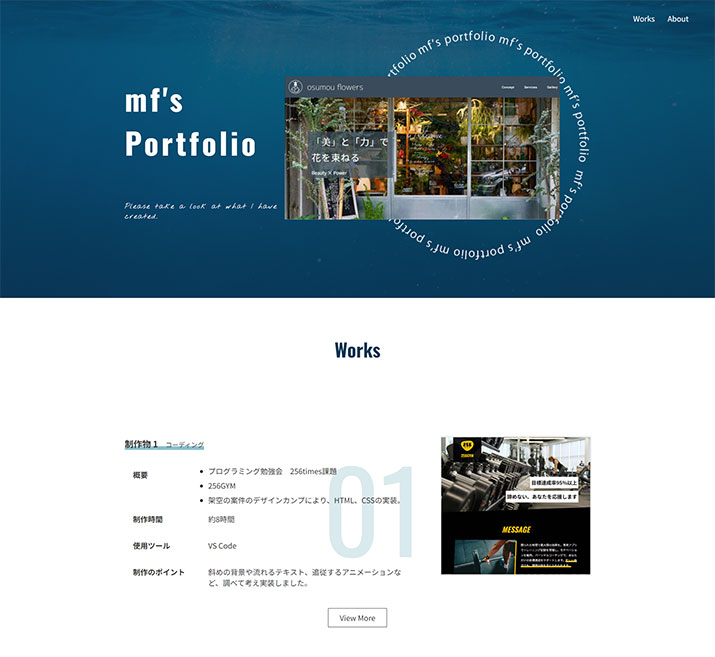 Works About
mf's
Portfolio
Please take a look at what I have
created.
mf's portfolio mf's portfolio mf's portfolio mf's portfolio mf's portfolio mf's portfolio
osumou flowers
Concept Services Gallery
「美」と「力」で
花を束ねる
Beauty × Power
Works
制作物 1 コーディング
概要
プログラミング勉強会 256times課題
256GYM
架空の案件のデザインカンプにより、HTML、CSSの実装。
01
制作時間 約8時間
使用ツール VS Code
制作のポイント 斜めの背景や流れるテキスト、追従するアニメーションな
ど、調べて考え実装しました。
256
256GYM
目標達成率95%以上
諦めない、あなたを応援します
MESSAGE
View More